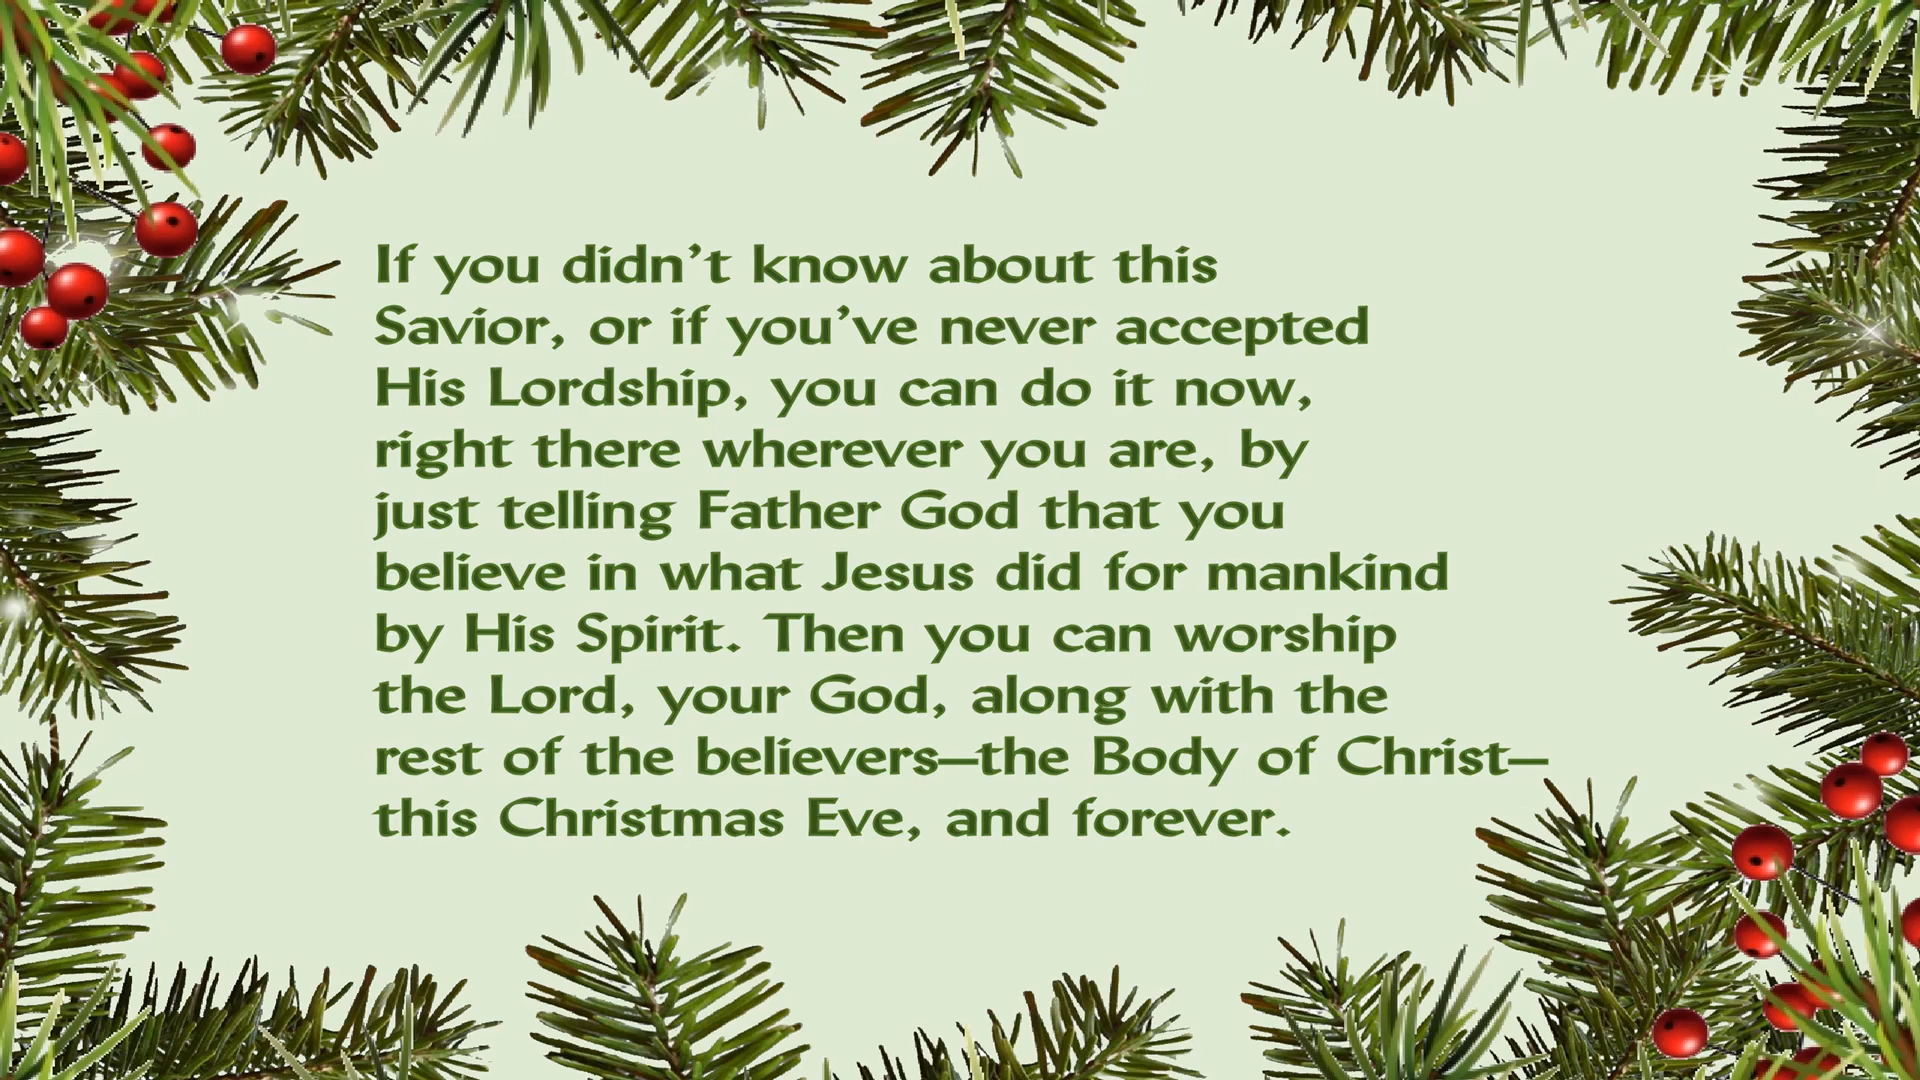 If you didn’t know about this
Savior, or if you’ve never accepted
His Lordship, you can do it now,
right there wherever you are, by
just telling Father God that you
believe in what Jesus did for mankind
by His Spirit. Then you can worship
the Lord, your God, along with the
rest of the believers—the Body of Christ—
this Christmas Eve, and forever.